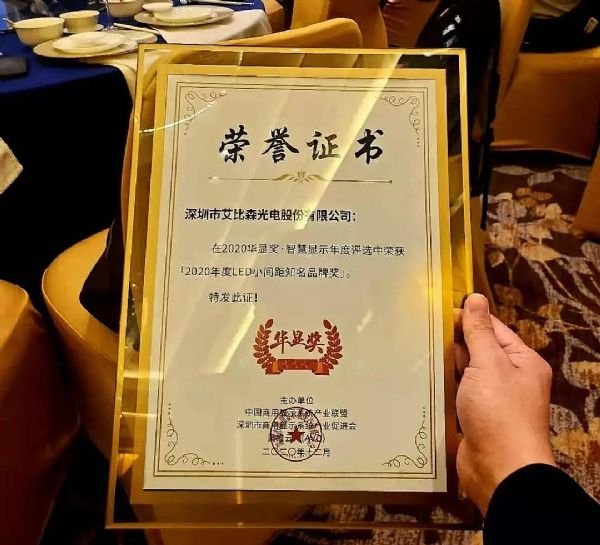 荣誉证书
深圳市艾比森光电股份有限公司：
在2020华显奖·智慧显示年度评选中荣获
「2020年度LED小间距知名品牌奖」。
特发此证！
华显奖
主办单位
中国商用显示系统产业联盟
深圳市商用显示系统产业促进会
二〇二〇年十二月